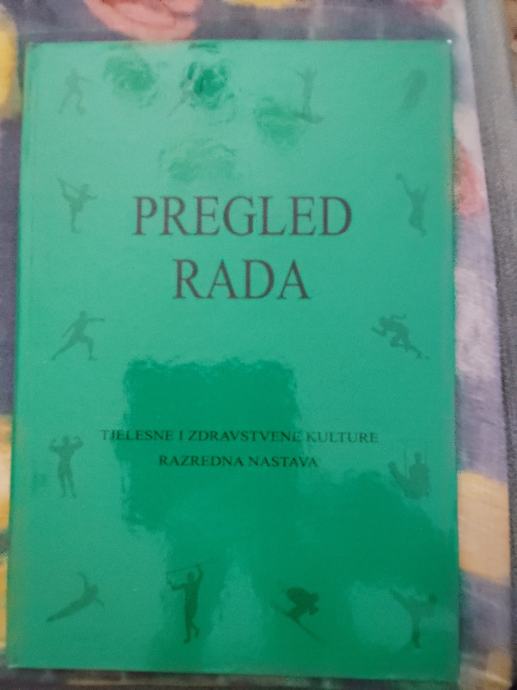 PREGLED
RADA
TJELESNE I ZDRAVSTVENE KULTURE
RAZREDNA NASTAVA